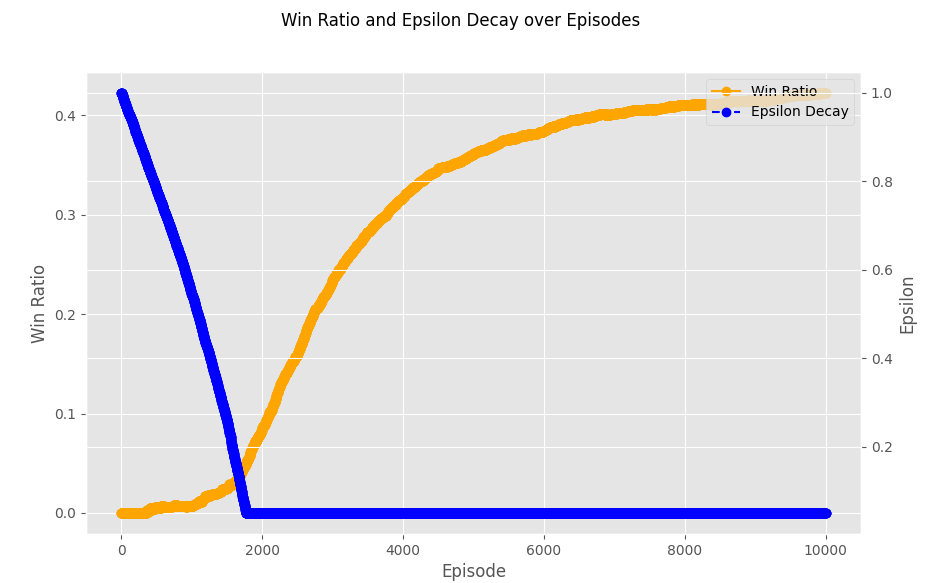 Win Ratio and Epsilon Decay over Episodes
Win Ratio
Epsilon Decay
0.4
0.3
0.2
0.1
0.0
Win Ratio
1.0
0.8
0.6
0.4
0.2
Epsilon
0
2000
4000
6000
8000
10000
Episode